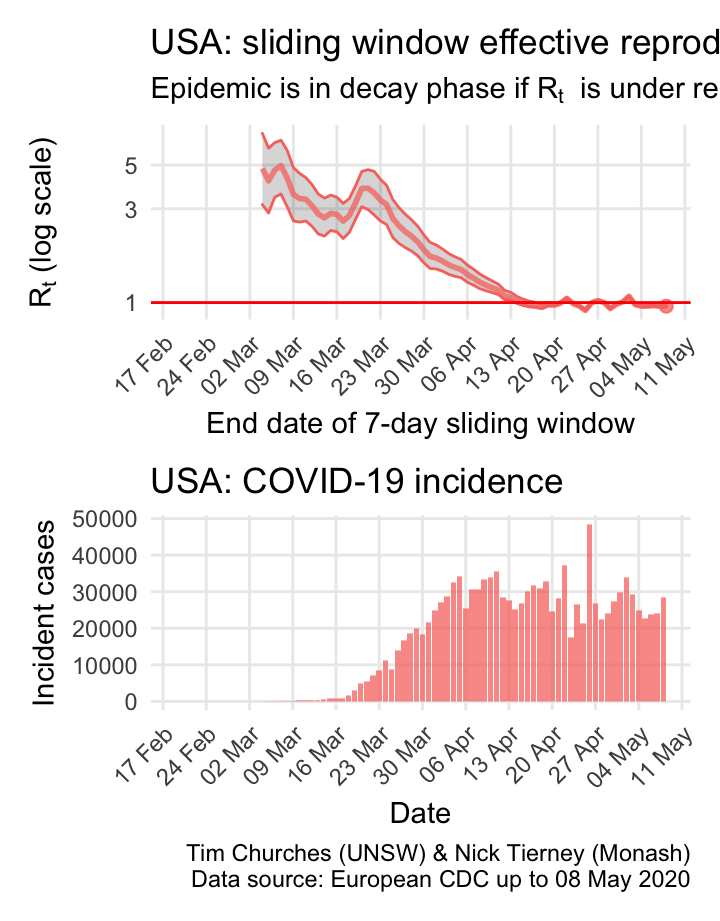 USA: sliding window effective reprod
Epidemic is in decay phase if Rt is under re
Rt (log scale)
5
3
1
17 Feb
24 Feb
02 Mar
09 Mar
16 Mar
23 Mar
30 Mar
06 Apr
13 Apr
20 Apr
27 Apr
04 May
11 May
End date of 7-day sliding window
USA: COVID-19 incidence
Incident cases
50000
40000
30000
20000
10000
0
17 Feb
24 Feb
02 Mar
09 Mar
16 Mar
23 Mar
30 Mar
06 Apr
13 Apr
20 Apr
27 Apr
04 May
11 May
Date
Tim Churches (UNSW) & Nick Tierney (Monash)
Data source: European CDC up to 08 May 2020